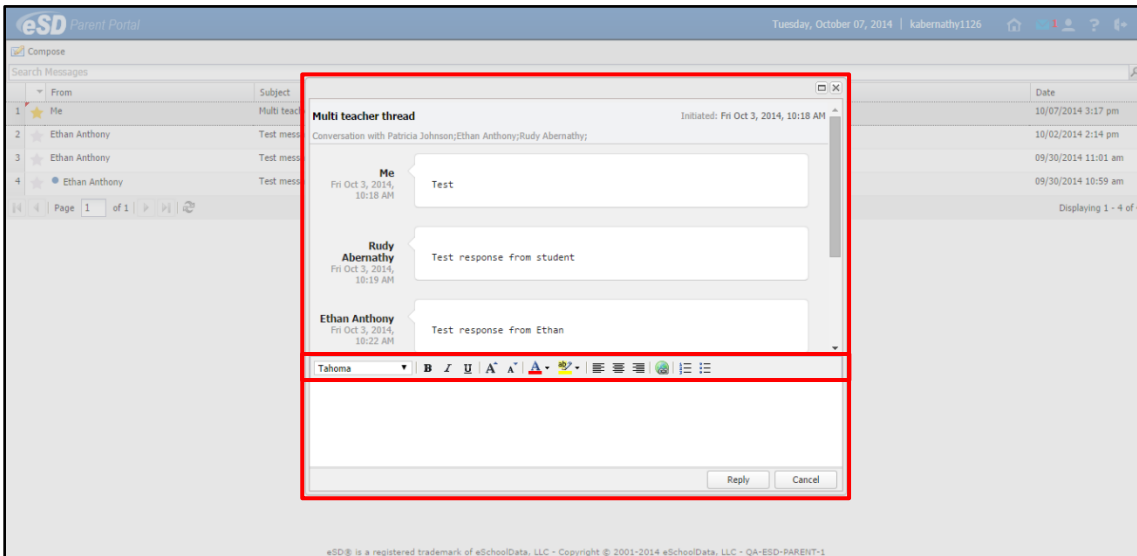 eSD Parent Portal Tuesday, October 07, 2014 | kabernathy1126 ?
Compose
Search Messages
From Subject Date
1 Me Multi teach 10/07/2014 3:17 pm
2 Ethan Anthony Test mess 10/02/2014 2:14 pm
3 Ethan Anthony Test mess 09/30/2014 11:01 am
4 Ethan Anthony Test mess 09/30/2014 10:59 am
Page 1 of 1 Displaying 1 - 4 of
Multi teacher thread Initiated: Fri Oct 3, 2014, 10:18 AM
Conversation with Patricia Johnson;Ethan Anthony;Rudy Abernathy;
Me
Fri Oct 3, 2014,
10:18 AM
Test
Rudy
Abernathy
Fri Oct 3, 2014,
10:19 AM
Test response from student
Ethan Anthony
Fri Oct 3, 2014,
10:22 AM
Test response from Ethan
Tahoma B I U A A A ab
Reply Cancel
eSD® is a registered trademark of eSchoolData, LLC - Copyright © 2001-2014 eSchoolData, LLC - QA-ESD-PARENT-1